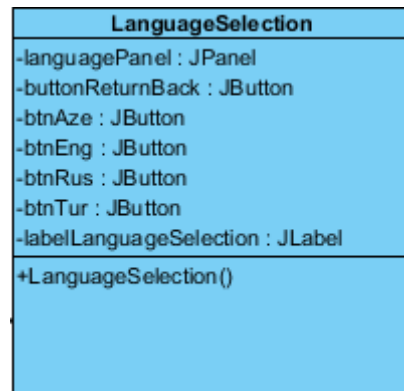 LanguageSelection
-languagePanel : JPanel
-buttonReturnBack : JButton
-btnAze : JButton
-btnEng : JButton
-btnRus : JButton
-btnTur : JButton
-labelLanguageSelection : JLabel
+LanguageSelection()